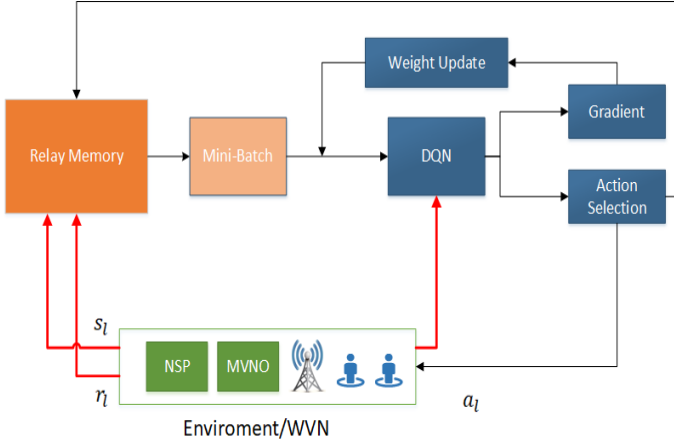 Weight Update
Gradient
Relay Memory
Mini-Batch
DQN
Action
Selection
s_l
r_l
NSP
MVNO
a_l
Enviroment/WVN